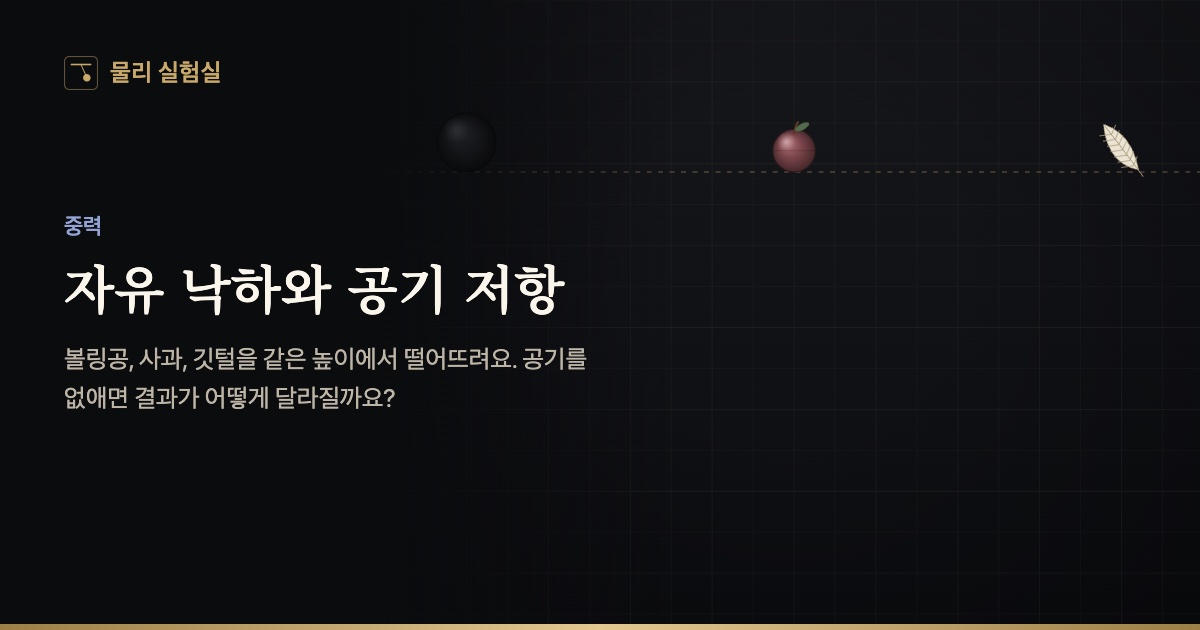 물리 실험실
중력
자유 낙하와 공기 저항
볼링공, 사과, 깃털을 같은 높이에서 떨어뜨려요. 공기를
없애면 결과가 어떻게 달라질까요?